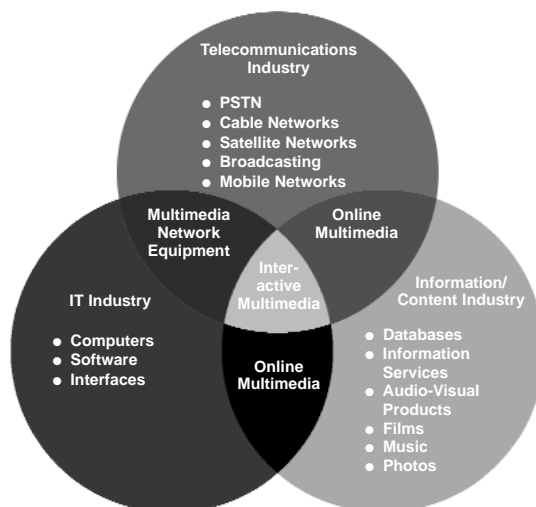 Telecommunications
Industry
● PSTN
● Cable Networks
● Satellite Networks
● Broadcasting
● Mobile Networks
Multimedia
Network
Equipment
Online
Multimedia
Inter-
active
Multimedia
IT Industry
● Computers
● Software
● Interfaces
Information/
Content Industry
● Databases
● Information
Services
● Audio-Visual
Products
● Films
● Music
● Photos
Online
Multimedia